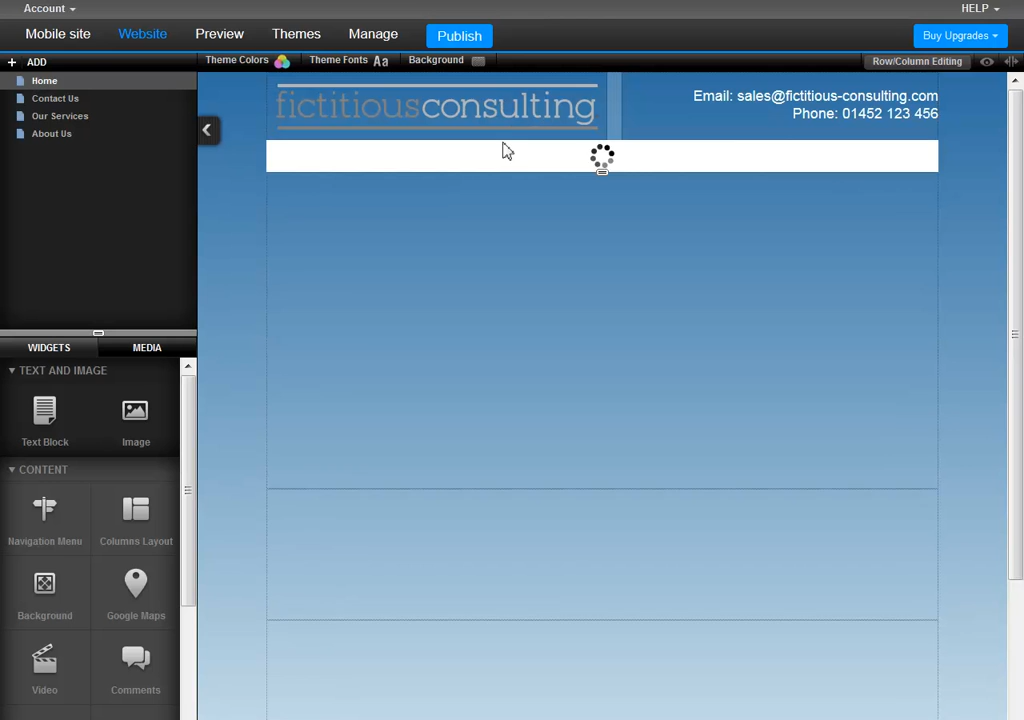 Account
HELP
Mobile site
Website
Preview
Themes
Manage
Publish
Buy Upgrades
+ ADD
Theme Colors
Theme Fonts Aa
Background
Row/Column Editing
Home
Contact Us
Our Services
About Us
fictitiousconsulting
Email: sales@fictitious-consulting.com
Phone: 01452 123 456
WIDGETS
MEDIA
TEXT AND IMAGE
Text Block
Image
CONTENT
Navigation Menu
Columns Layout
Background
Google Maps
Video
Comments